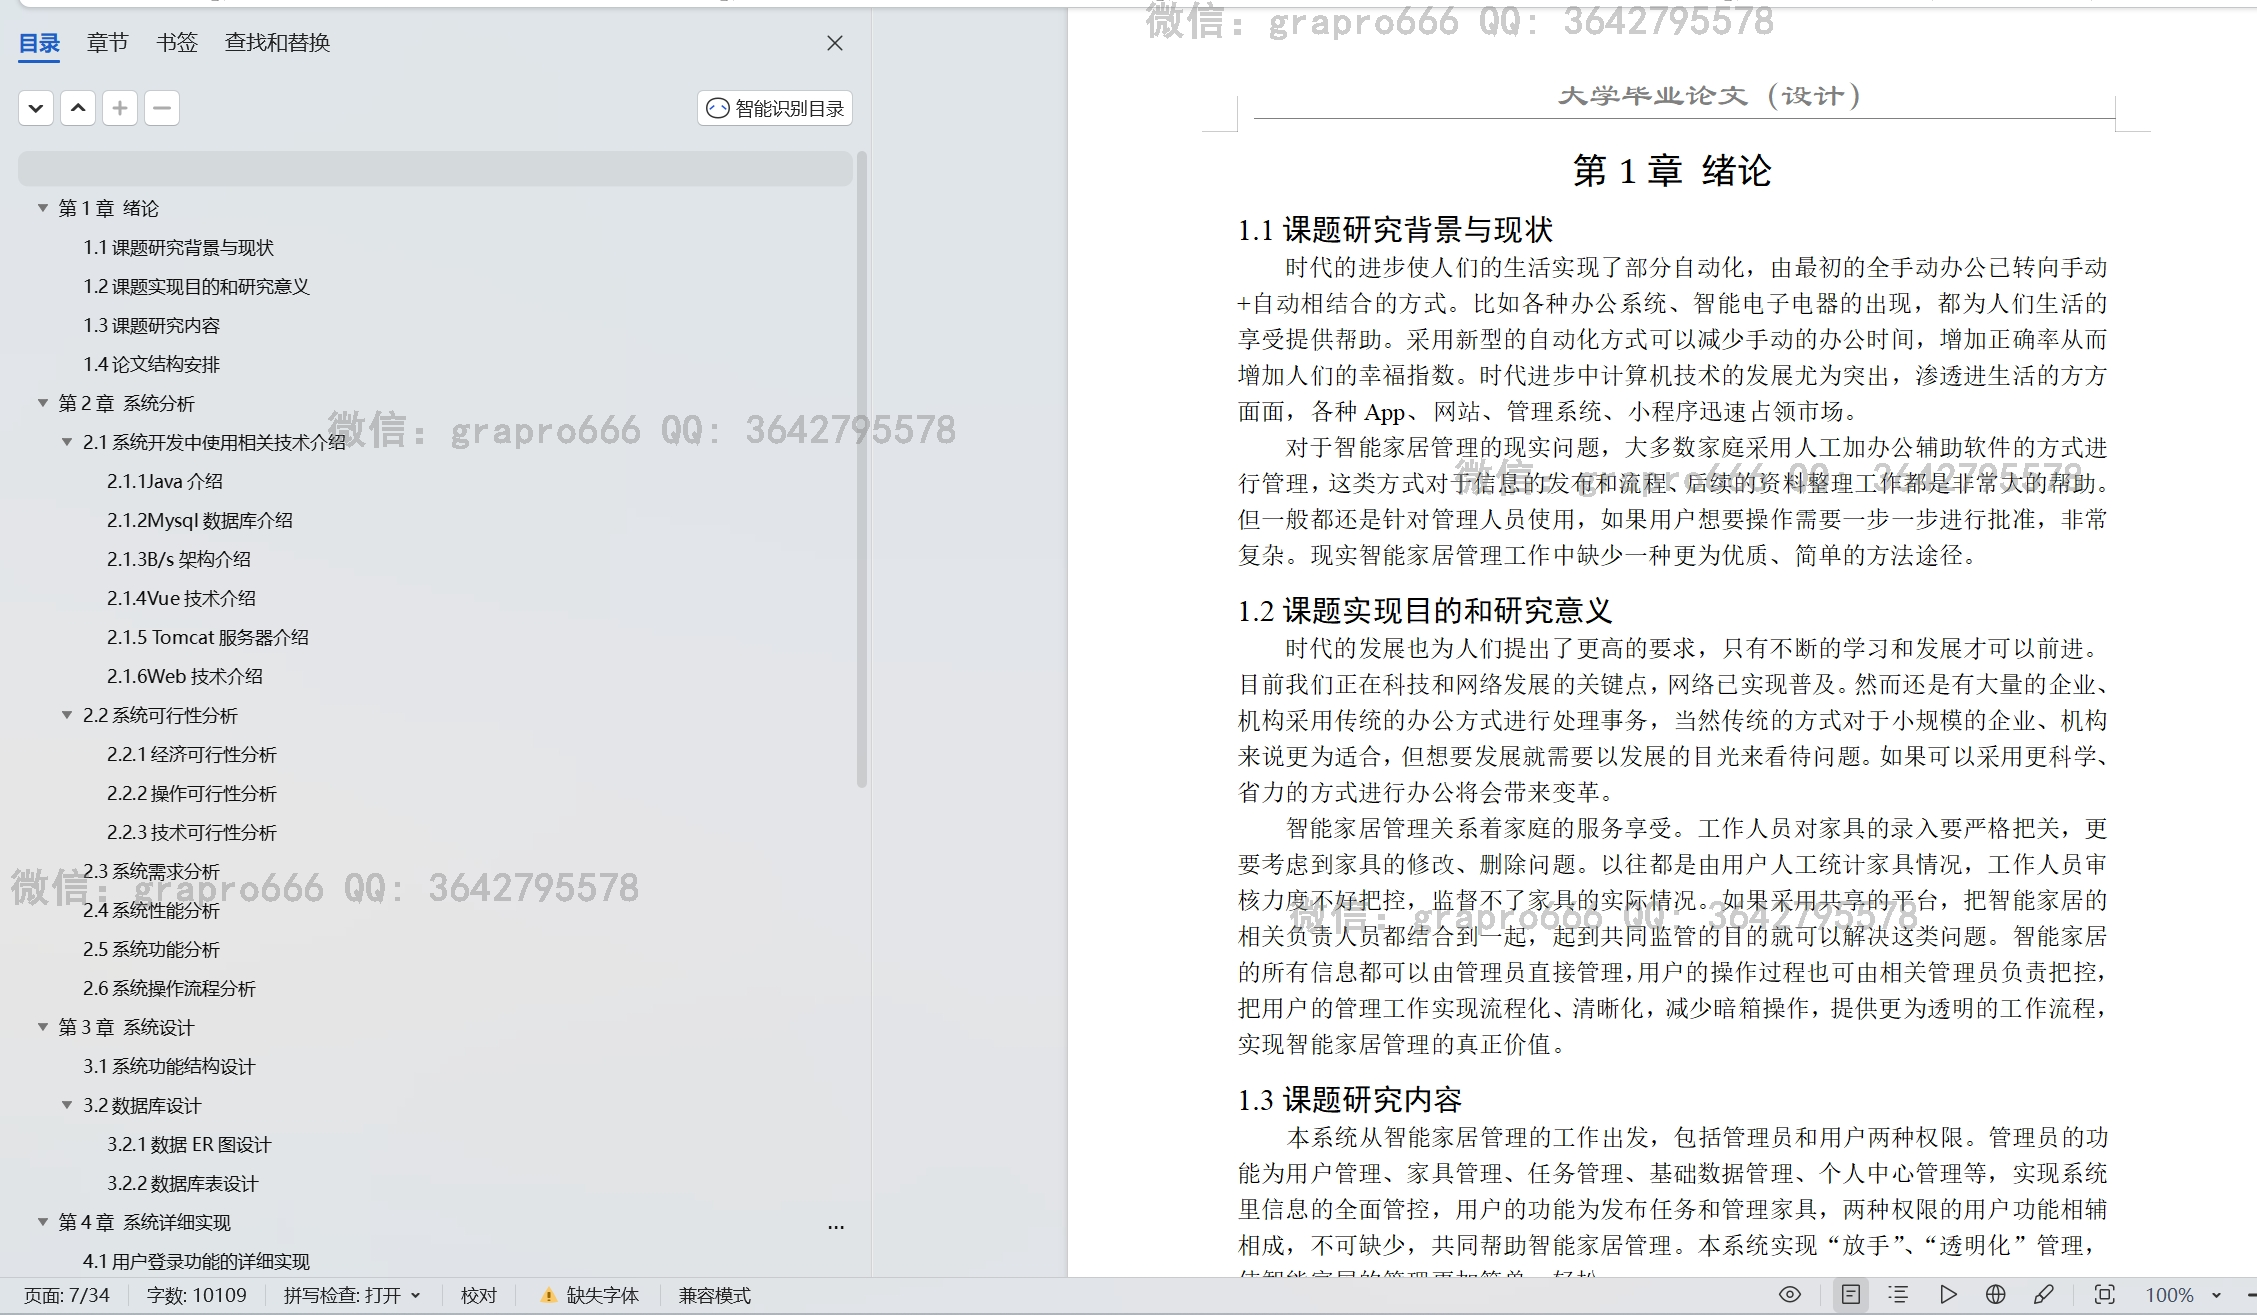 目录 章节 书签 查找和替换
智能识别目录
第 1 章 绪论
1.1 课题研究背景与现状
1.2 课题实现目的和研究意义
1.3 课题研究内容
1.4 论文结构安排
第 2 章 系统分析
2.1 系统开发中使用相关技术介绍
2.1.1Java 介绍
2.1.2Mysql 数据库介绍
2.1.3B/s 架构介绍
2.1.4Vue 技术介绍
2.1.5 Tomcat 服务器介绍
2.1.6Web 技术介绍
2.2 系统可行性分析
2.2.1 经济可行性分析
2.2.2 操作可行性分析
2.2.3 技术可行性分析
2.3 系统需求分析
2.4 系统性能分析
2.5 系统功能分析
2.6 系统操作流程分析
第 3 章 系统设计
3.1 系统功能结构设计
3.2 数据库设计
3.2.1 数据 ER 图设计
3.2.2 数据库表设计
第 4 章 系统详细实现
...
4.1 用户登录功能的详细实现
微信：grapro666 QQ：3642795578
微信：grapro666 QQ：3642795578
微信：grapro666 QQ：3642795578
大学毕业论文（设计）
第 1 章 绪论
1.1 课题研究背景与现状
时代的进步使人们的生活实现了部分自动化，由最初的全手动办公已转向手动
+自动相结合的方式。比如各种办公系统、智能电子电器的出现，都为人们生活的
享受提供帮助。采用新型的自动化方式可以减少手动的办公时间，增加正确率从而
增加人们的幸福指数。时代进步中计算机技术的发展尤为突出，渗透进生活的方方
面面，各种 App、网站、管理系统、小程序迅速占领市场。
对于智能家居管理的现实问题，大多数家庭采用人工加办公辅助软件的方式进
行管理，这类方式对于信息的发布和流程、后续的资料整理工作都是非常大的帮助。
微信：grapro666 QQ：3642795578
但一般都还是针对管理人员使用，如果用户想要操作需要一步一步进行批准，非常
复杂。现实智能家居管理工作中缺少一种更为优质、简单的方法途径。
1.2 课题实现目的和研究意义
时代的发展也为人们提出了更高的要求，只有不断的学习和发展才可以前进。
目前我们正在科技和网络发展的关键点，网络已实现普及。然而还是有大量的企业、
机构采用传统的办公方式进行处理事务，当然传统的方式对于小规模的企业、机构
来说更为适合，但想要发展就需要以发展的目光来看待问题。如果可以采用更科学、
省力的方式进行办公将会带来变革。
智能家居管理关系着家庭的服务享受。工作人员对家具的录入要严格把关，更
要考虑到家具的修改、删除问题。以往都是由用户人工统计家具情况，工作人员审
核力度不好把控，监督不了家具的实际情况。如果采用共享的平台，把智能家居的
微信：grapro666 QQ：3642795578
相关负责人员都结合到一起，起到共同监管的目的就可以解决这类问题。智能家居
的所有信息都可以由管理员直接管理，用户的操作过程也可由相关管理员负责把控，
把用户的管理工作实现流程化、清晰化，减少暗箱操作，提供更为透明的工作流程，
实现智能家居管理的真正价值。
1.3 课题研究内容
本系统从智能家居管理的工作出发，包括管理员和用户两种权限。管理员的功
能为用户管理、家具管理、任务管理、基础数据管理、个人中心管理等，实现系统
里信息的全面管控，用户的功能为发布任务和管理家具，两种权限的用户功能相辅
相成，不可缺少，共同帮助智能家居管理。本系统实现“放手”、“透明化”管理，
页面: 7/34 字数: 10109 拼写检查: 打开 校对 缺失字体 兼容模式 100%